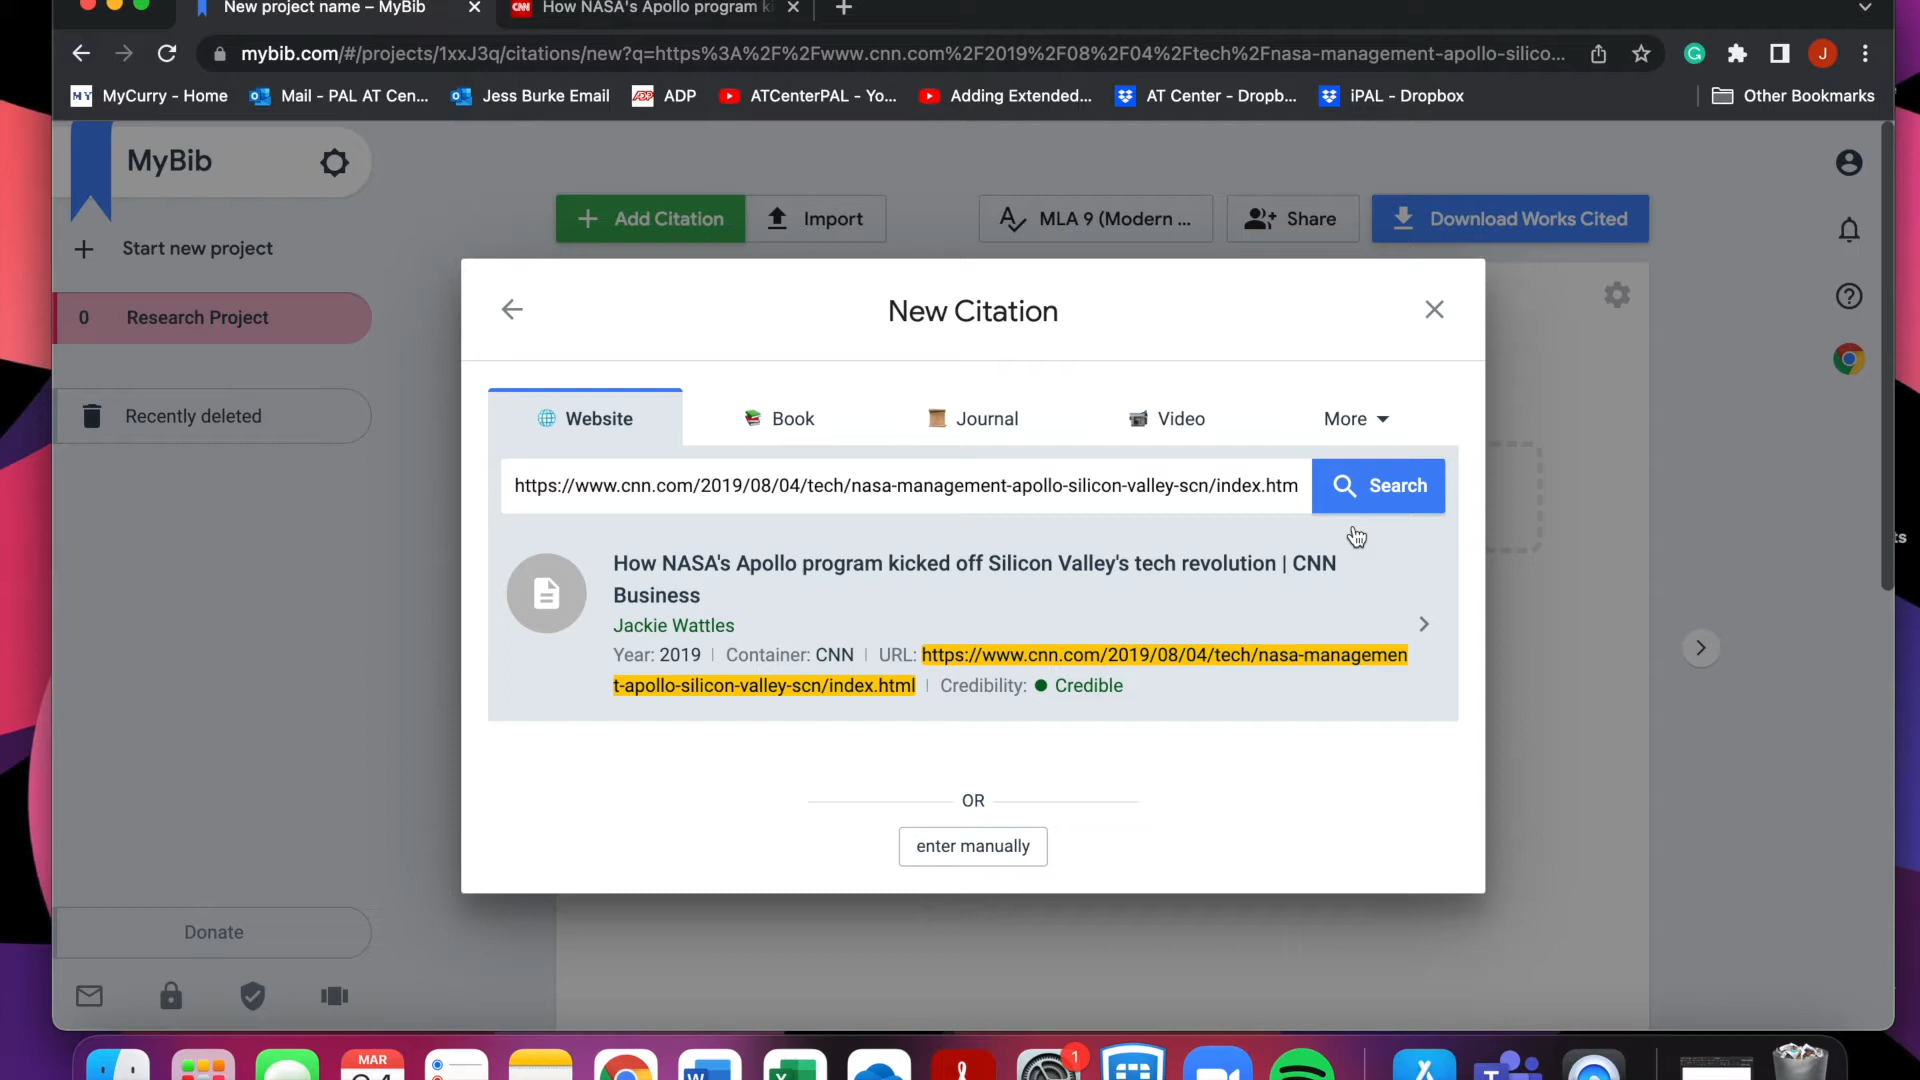 New project name – MyBib
How NASA's Apollo program ki
mybib.com/#/projects/1xxJ3q/citations/new?q=https%3A%2F%2Fwww.cnn.com%2F2019%2F08%2F04%2Ftech%2Fnasa-management-apollo-silico...
J
MyCurry - Home
Mail - PAL AT Cen...
Jess Burke Email
ADP
ATCenterPAL - Yo...
Adding Extended...
AT Center - Dropb...
iPAL - Dropbox
Other Bookmarks
MyBib
Add Citation
Import
MLA 9 (Modern ...
Share
Download Works Cited
Start new project
0 Research Project
Recently deleted
New Citation
Website
Book
Journal
Video
More
https://www.cnn.com/2019/08/04/tech/nasa-management-apollo-silicon-valley-scn/index.htm
Search
How NASA's Apollo program kicked off Silicon Valley's tech revolution | CNN
Business
Jackie Wattles
Year: 2019 | Container: CNN | URL: https://www.cnn.com/2019/08/04/tech/nasa-managemen
t-apollo-silicon-valley-scn/index.html | Credibility: Credible
OR
enter manually
Donate
MAR
1